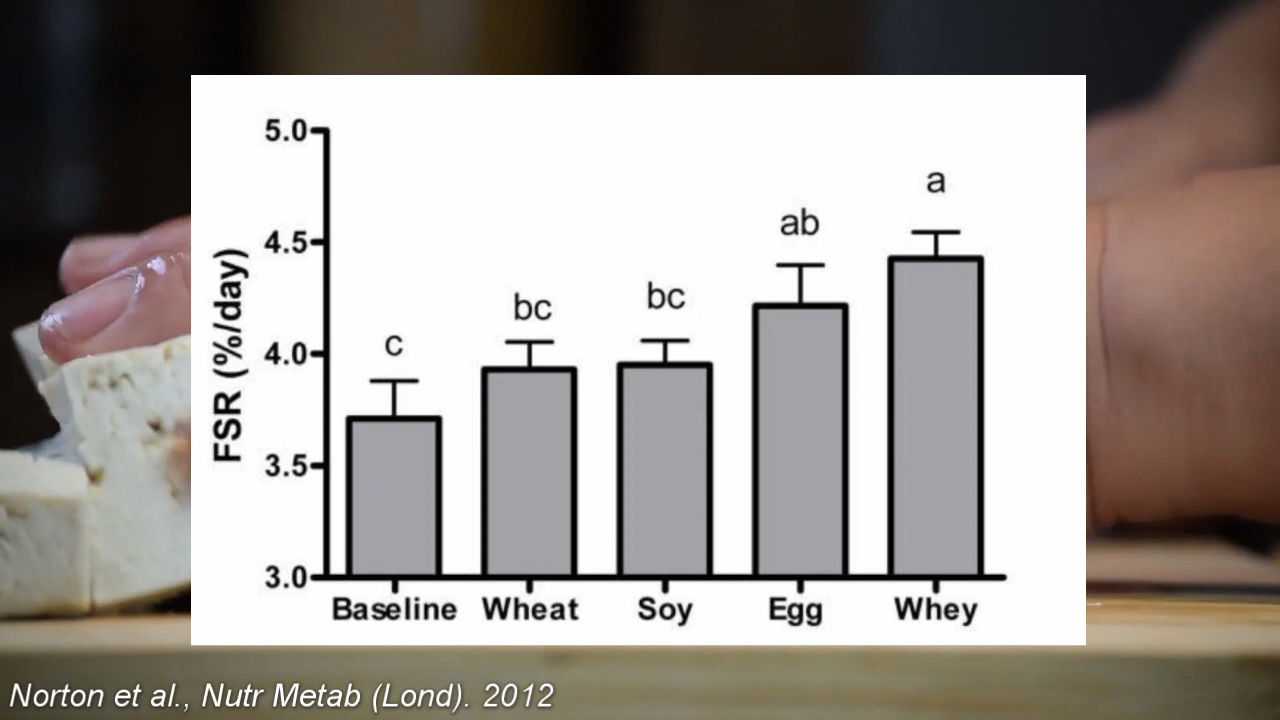 5.0
4.5
4.0
3.5
3.0
FSR (%/day)
c
bc
bc
ab
a
Baseline Wheat Soy Egg Whey
Norton et al., Nutr Metab (Lond). 2012